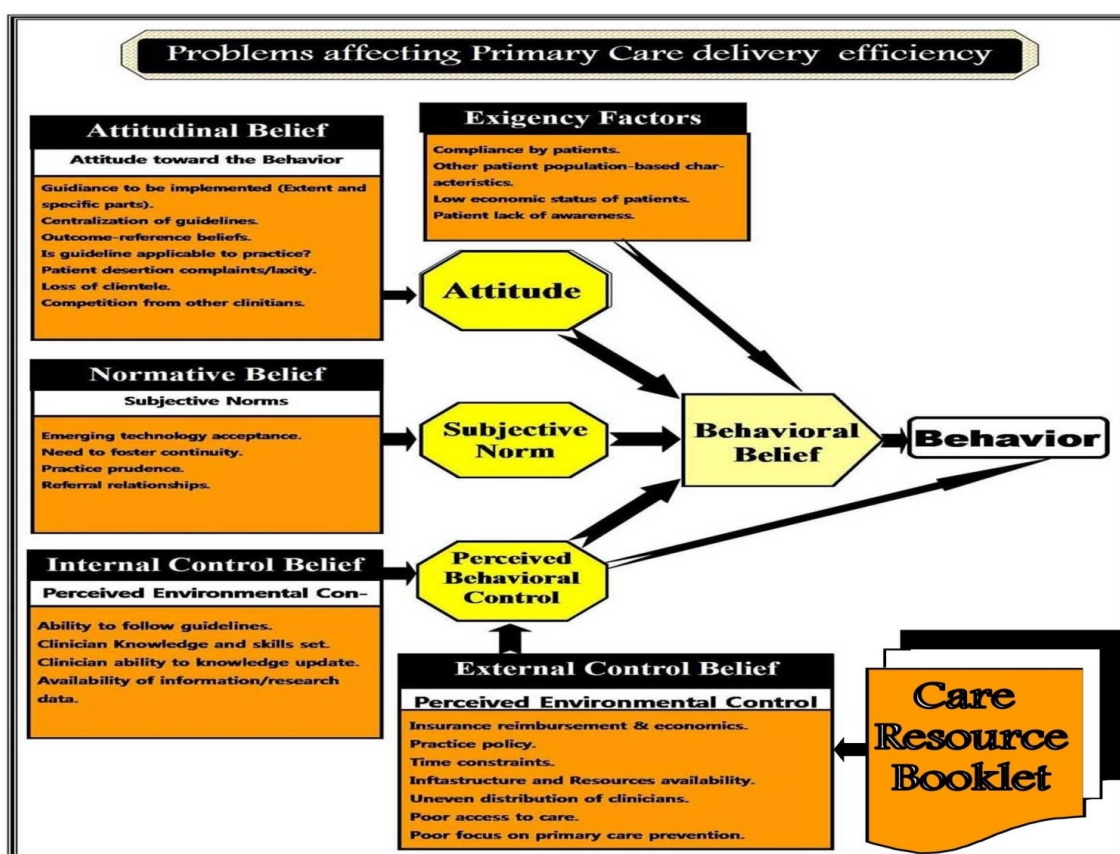 Problems affecting Primary Care delivery efficiency
Attitudinal Belief
Attitude toward the Behavior
Guidiance to be implemented (Extent and
specific parts).
Centralization of guidelines.
Outcome-reference beliefs.
Is guideline applicable to practice?
Patient desertion complaints/laxity.
Loss of clientele.
Competition from other clinitians.
Exigency Factors
Compliance by patients.
Other patient population-based char-
acteristics.
Low economic status of patients.
Patient lack of awareness.
Attitude
Normative Belief
Subjective Norms
Emerging technology acceptance.
Need to foster continuity.
Practice prudence.
Referral relationships.
Subjective
Norm
Behavioral
Belief
Behavior
Internal Control Belief
Perceived Environmental Con-
Ability to follow guidelines.
Clinician Knowledge and skills set.
Clinician ability to knowledge update.
Availability of information/research
data.
Perceived
Behavioral
Control
External Control Belief
Perceived Environmental Control
Insurance reimbursement & economics.
Practice policy.
Time constraints.
Inftastructure and Resources availability.
Uneven distribution of clinicians.
Poor access to care.
Poor focus on primary care prevention.
Care
Resource
Booklet